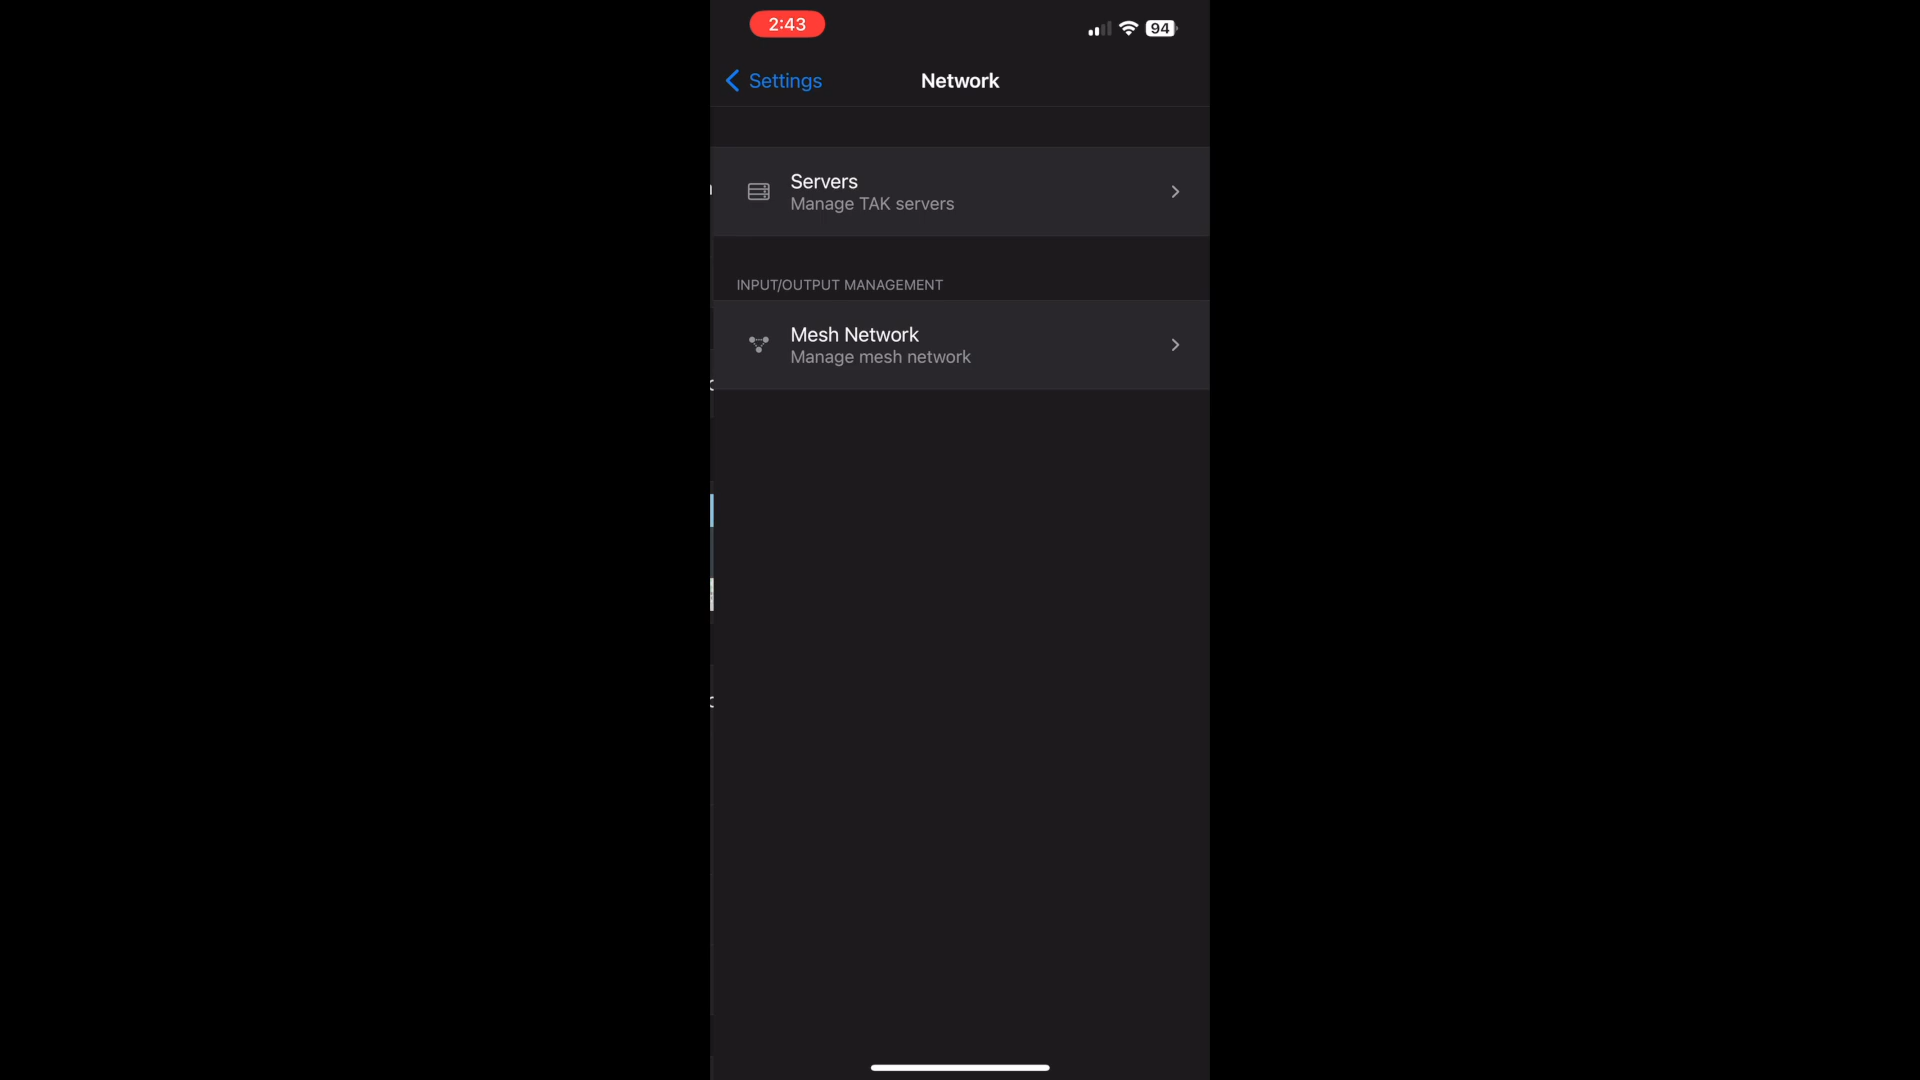 2:43
94
Settings
Network
Servers
Manage TAK servers
INPUT/OUTPUT MANAGEMENT
Mesh Network
Manage mesh network